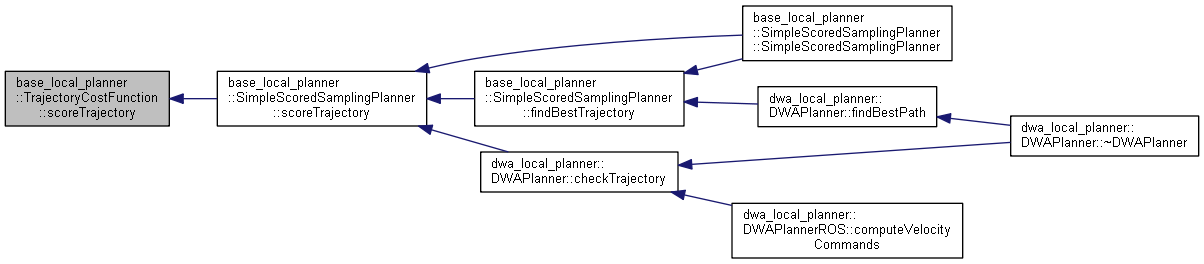 base_local_planner
::TrajectoryCostFunction
::scoreTrajectory
base_local_planner
::SimpleScoredSamplingPlanner
::scoreTrajectory
base_local_planner
::SimpleScoredSamplingPlanner
::SimpleScoredSamplingPlanner
base_local_planner
::SimpleScoredSamplingPlanner
::findBestTrajectory
dwa_local_planner::
DWAPlanner::findBestPath
dwa_local_planner::
DWAPlanner::~DWAPlanner
dwa_local_planner::
DWAPlanner::checkTrajectory
dwa_local_planner::
DWAPlannerROS::computeVelocity
Commands